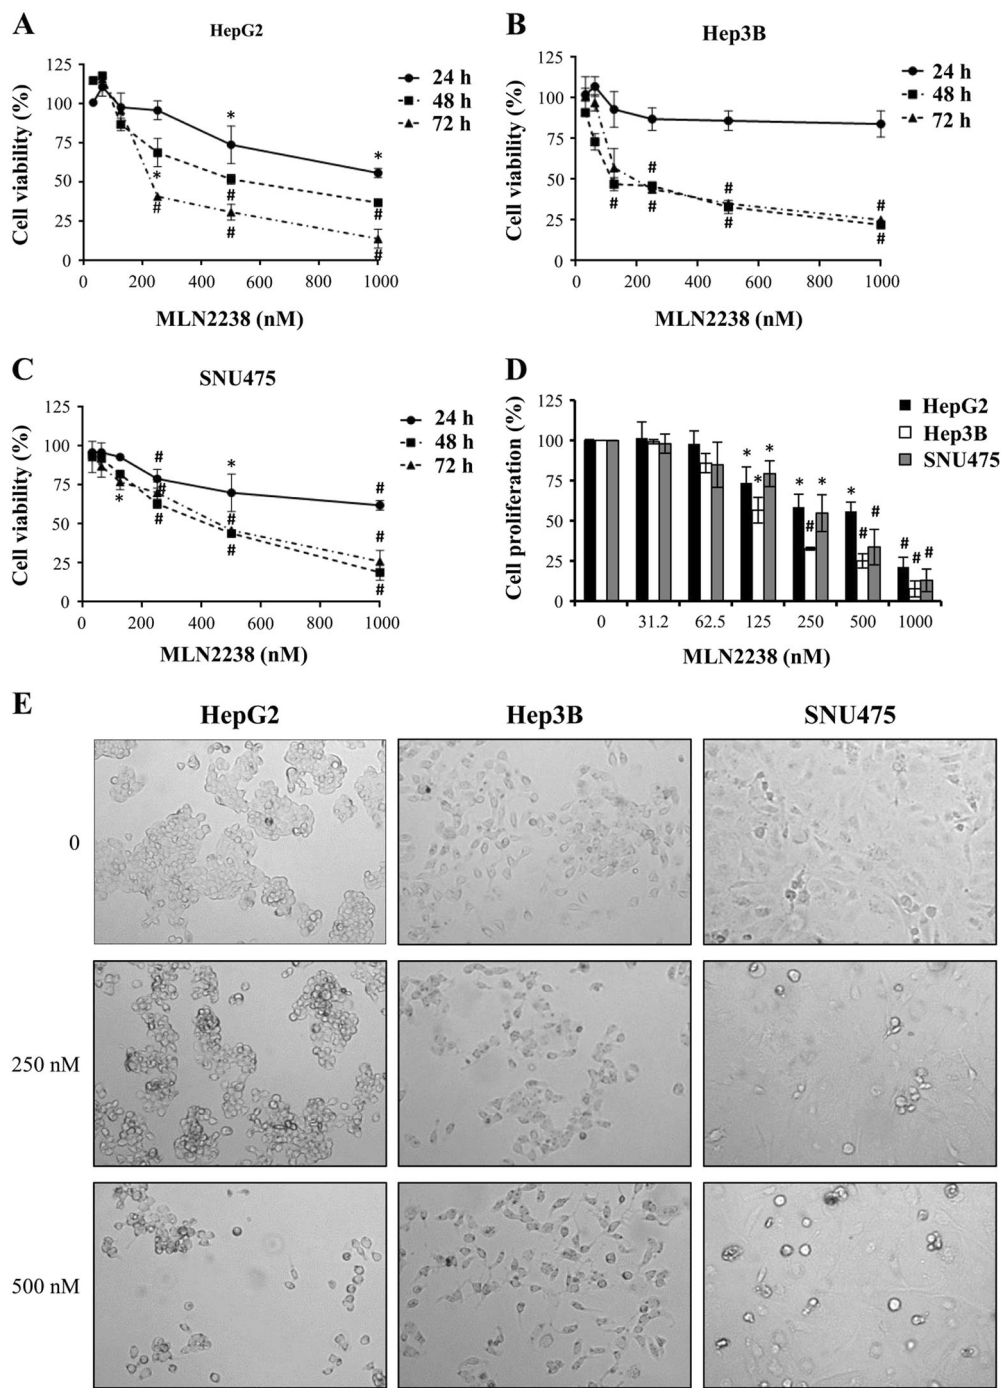 A
HepG2
Cell viability (%)
125
100
75
50
25
0
0 200 400 600 800 1000
MLN2238 (nM)
24 h
48 h
72 h
*
*
*
#
#
#
#
#
B
Hep3B
Cell viability (%)
125
100
75
50
25
0
0 200 400 600 800 1000
MLN2238 (nM)
24 h
48 h
72 h
#
#
#
#
#
#
#
C
SNU475
Cell viability (%)
125
100
75
50
25
0
0 200 400 600 800 1000
MLN2238 (nM)
24 h
48 h
72 h
#
*
#
*
#
#
#
#
#
#
D
Cell proliferation (%)
125
100
75
50
25
0
0 31.2 62.5 125 250 500 1000
MLN2238 (nM)
HepG2
Hep3B
SNU475
* * *
* # *
* # #
# # #
E
HepG2 Hep3B SNU475
0
250 nM
500 nM